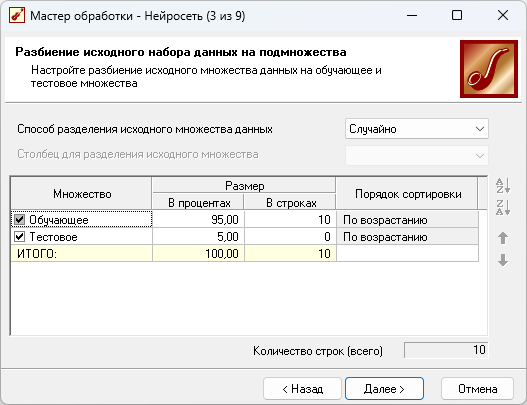 Мастер обработки - Нейросеть (3 из 9)
Разбиение исходного набора данных на подмножества
Настройте разбиение исходного множества данных на обучающее и
тестовое множества
Способ разделения исходного множества данных Случайно
Столбец для разделения исходного множества
Множество Размер Порядок сортировки
В процентах В строках
Обучающее 95,00 10 По возрастанию
Тестовое 5,00 0 По возрастанию
ИТОГО: 100,00 10
Количество строк (всего) 10
< Назад Далее > Отмена